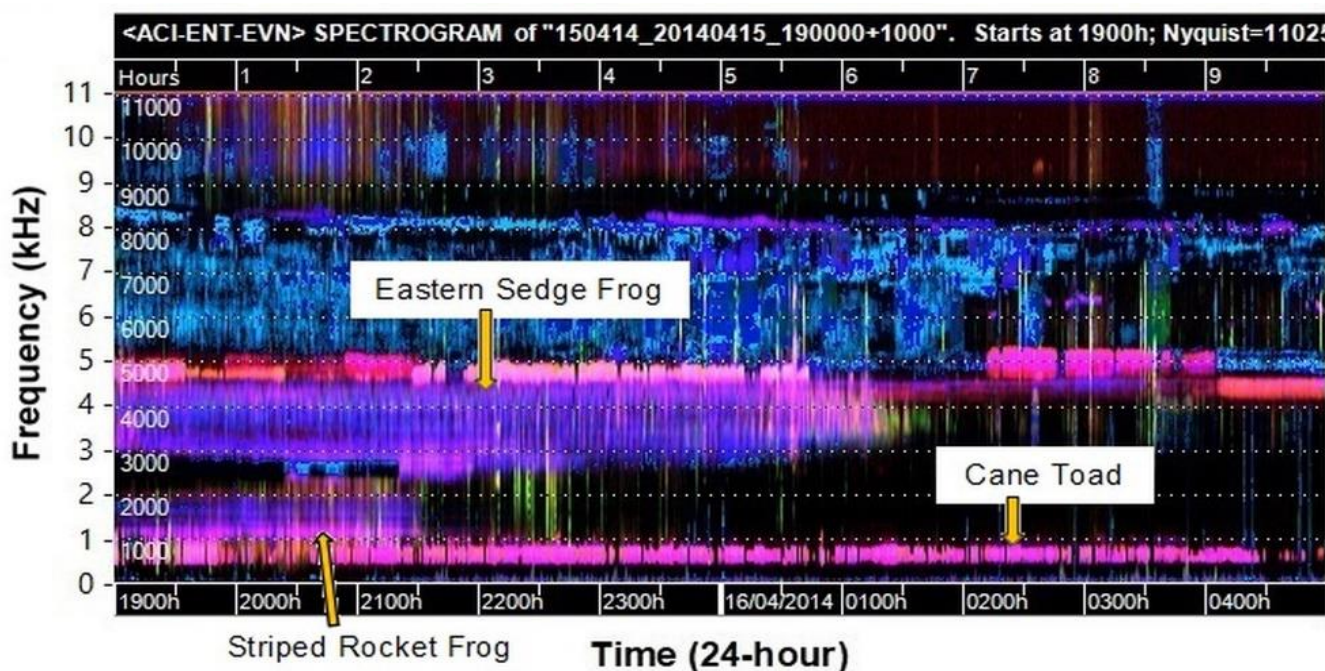 <ACI-ENT-EVN> SPECTROGRAM of "150414_20140415_190000+1000". Starts at 1900h; Nyquist=11025
Hours 1 2 3 4 5 6 7 8 9
11 11000
10 10000
9 9000
8 8000
7 7000
6 6000
5 5000
4 4000
3 3000
2 2000
1 1000
0
Frequency (kHz)
Eastern Sedge Frog
Cane Toad
1900h 2000h 2100h 2200h 2300h 16/04/2014 0100h 0200h 0300h 0400h
Striped Rocket Frog
Time (24-hour)